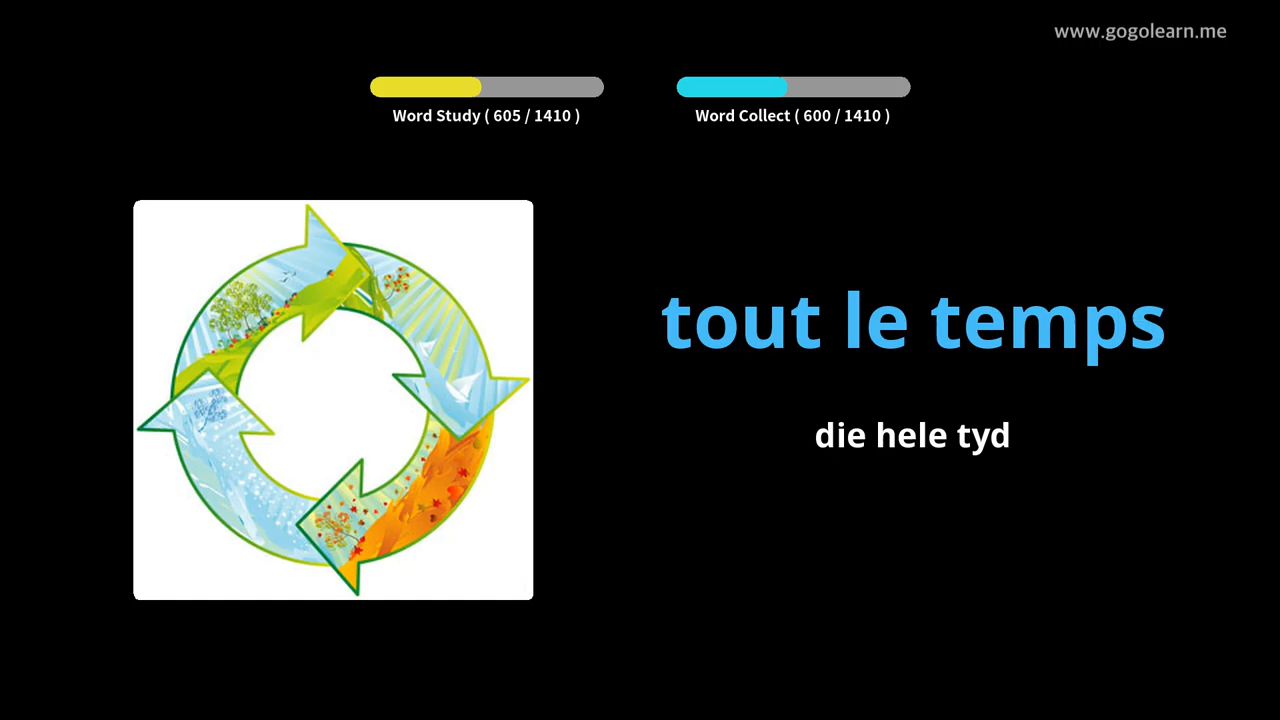 www.gogolearn.me
Word Study ( 605 / 1410 )
Word Collect ( 600 / 1410 )
tout le temps
die hele tyd